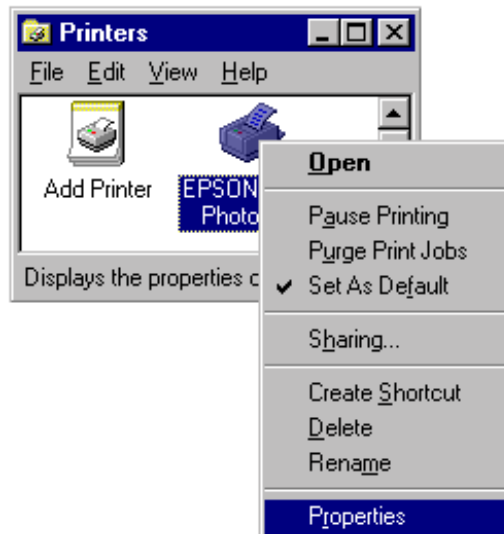 Printers
File Edit View Help
Add Printer
EPSON
Photo
Displays the properties
Open
Pause Printing
Purge Print Jobs
Set As Default
Sharing...
Create Shortcut
Delete
Rename
Properties